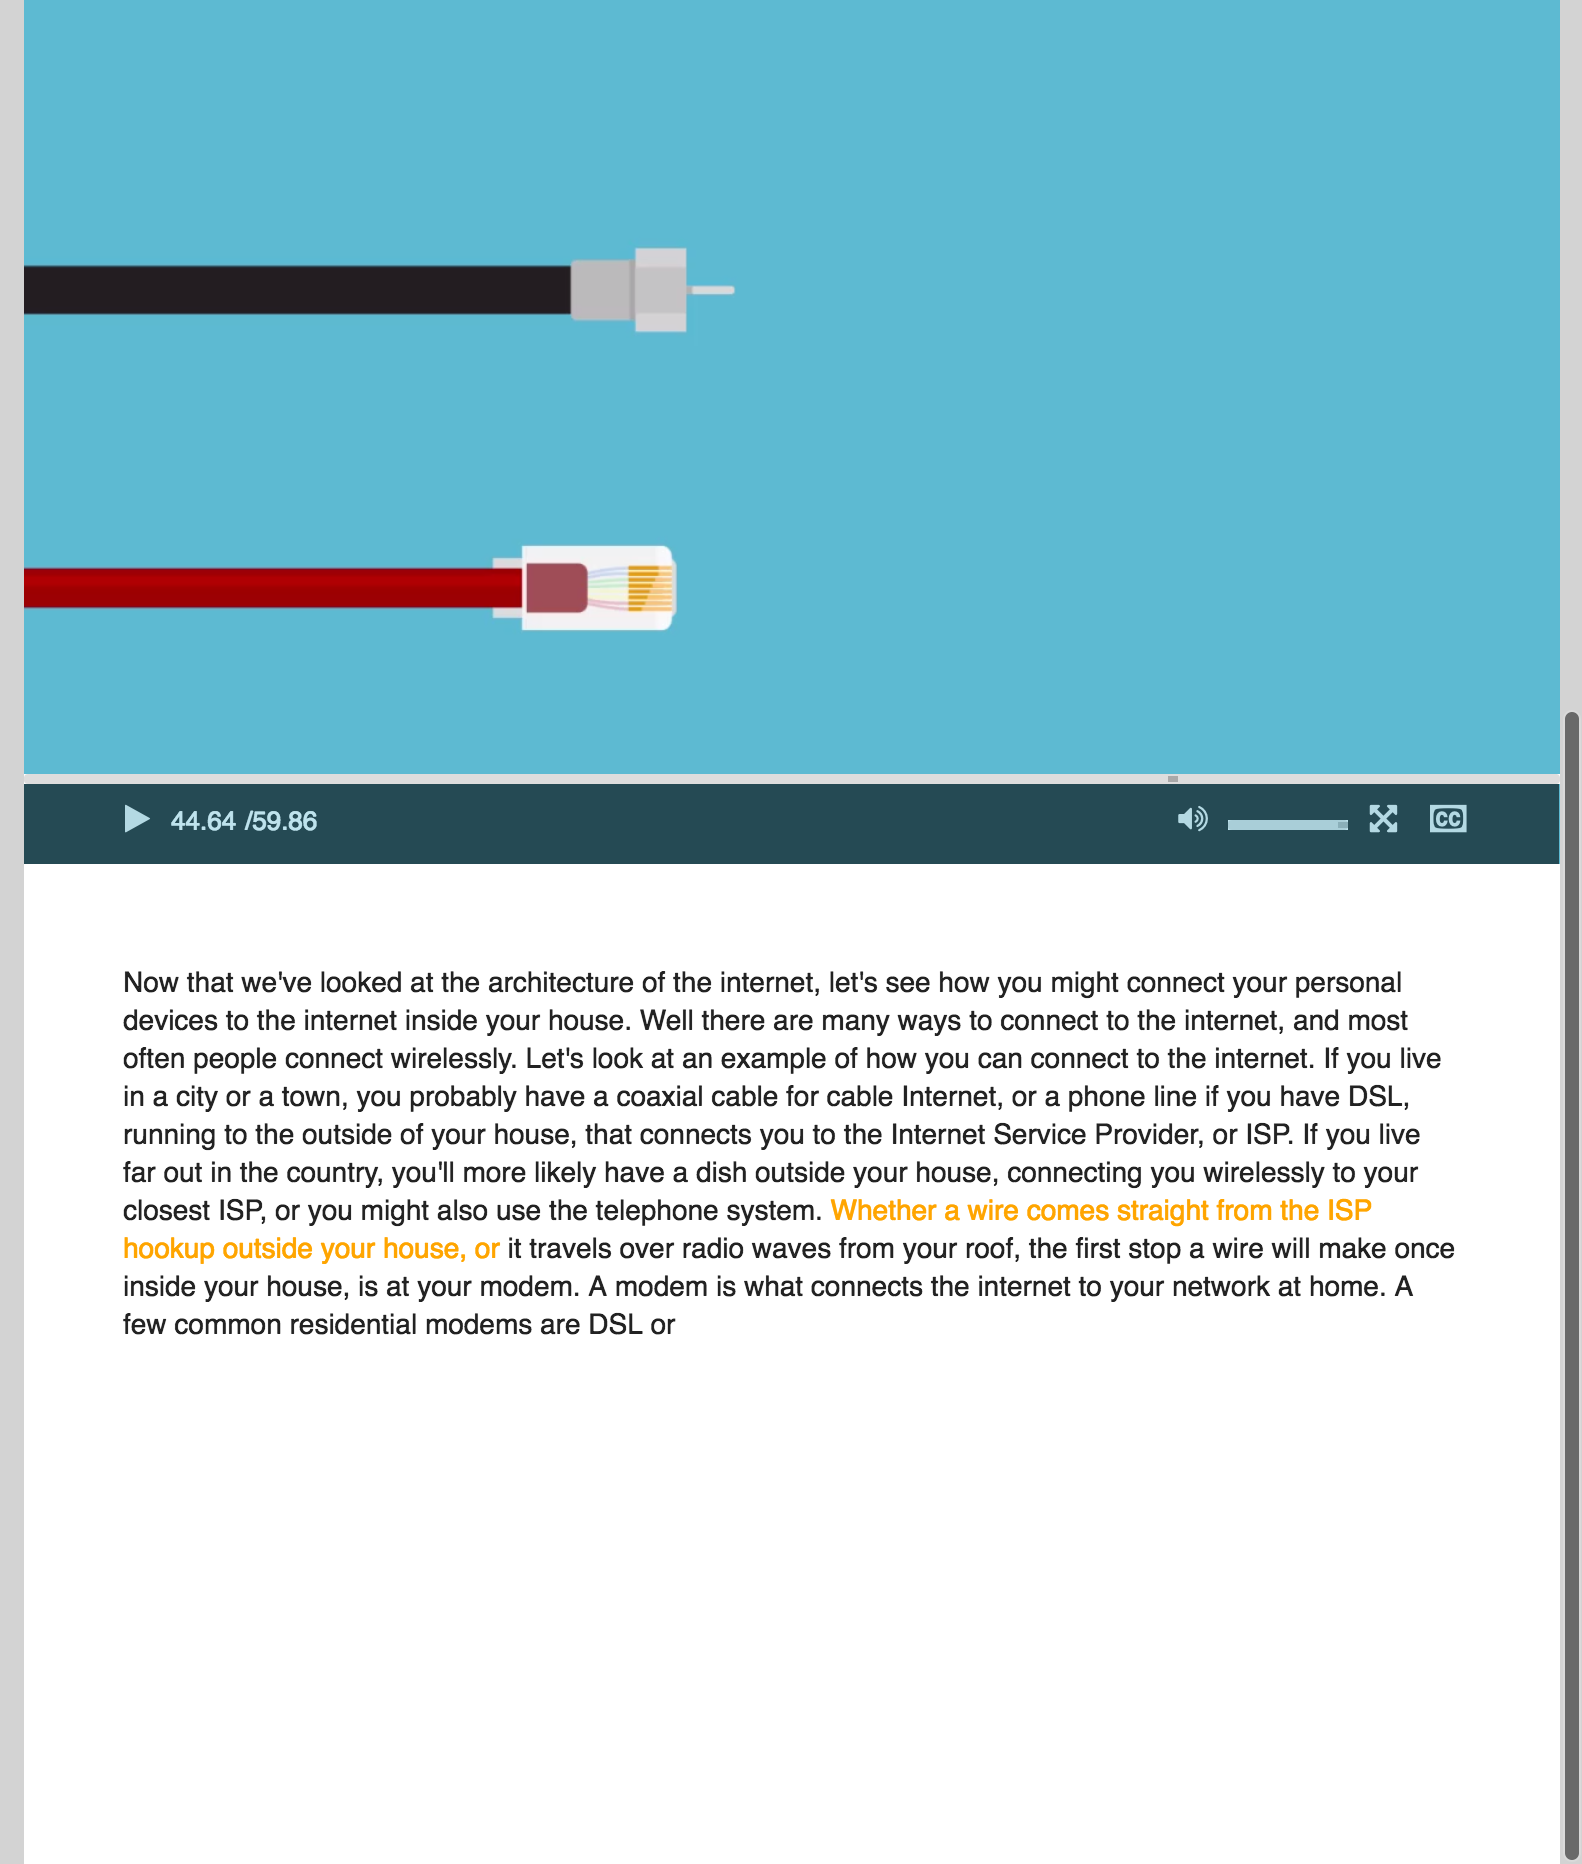 44.64 /59.86
CC
Now that we've looked at the architecture of the internet, let's see how you might connect your personal
devices to the internet inside your house. Well there are many ways to connect to the internet, and most
often people connect wirelessly. Let's look at an example of how you can connect to the internet. If you live
in a city or a town, you probably have a coaxial cable for cable Internet, or a phone line if you have DSL,
running to the outside of your house, that connects you to the Internet Service Provider, or ISP. If you live
far out in the country, you'll more likely have a dish outside your house, connecting you wirelessly to your
closest ISP, or you might also use the telephone system. Whether a wire comes straight from the ISP
hookup outside your house, or it travels over radio waves from your roof, the first stop a wire will make once
inside your house, is at your modem. A modem is what connects the internet to your network at home. A
few common residential modems are DSL or